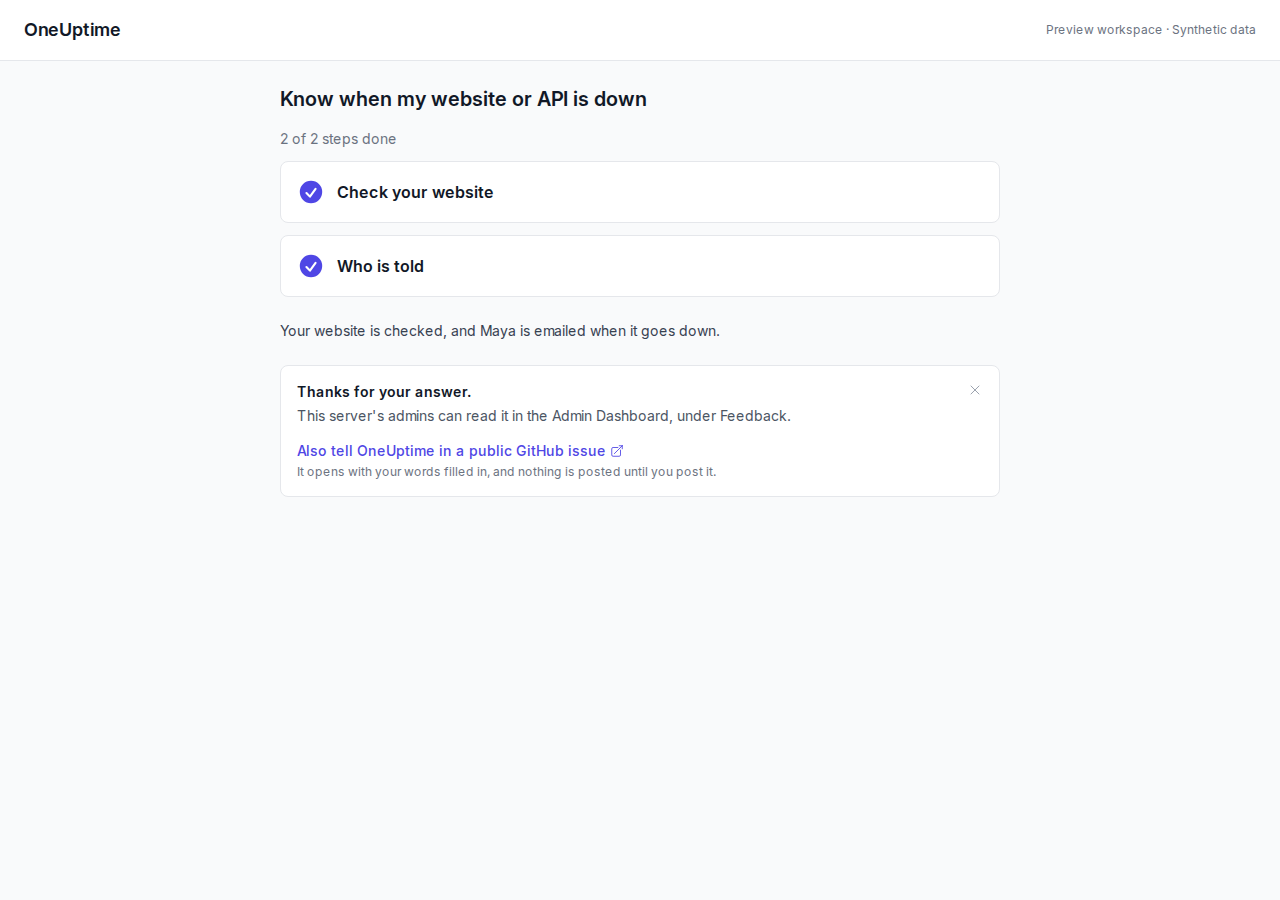 OneUptime
Preview workspace · Synthetic data
Know when my website or API is down
2 of 2 steps done
Check your website
Who is told
Your website is checked, and Maya is emailed when it goes down.
Thanks for your answer.
This server's admins can read it in the Admin Dashboard, under Feedback.
Also tell OneUptime in a public GitHub issue
It opens with your words filled in, and nothing is posted until you post it.